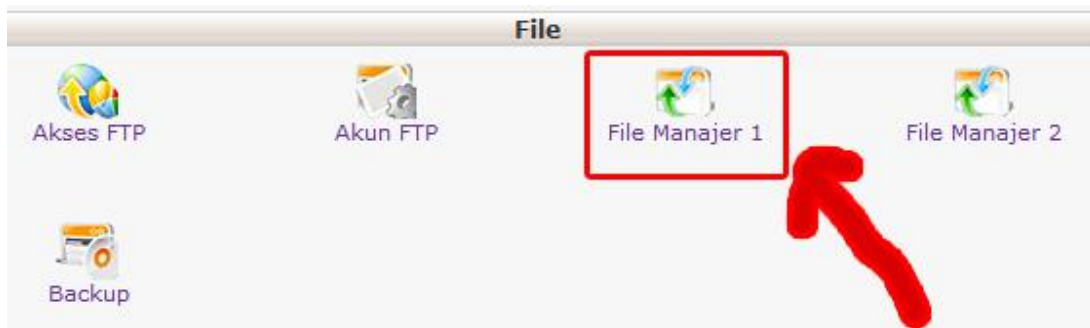 File
Akses FTP
Akun FTP
File Manajer 1
File Manajer 2
Backup